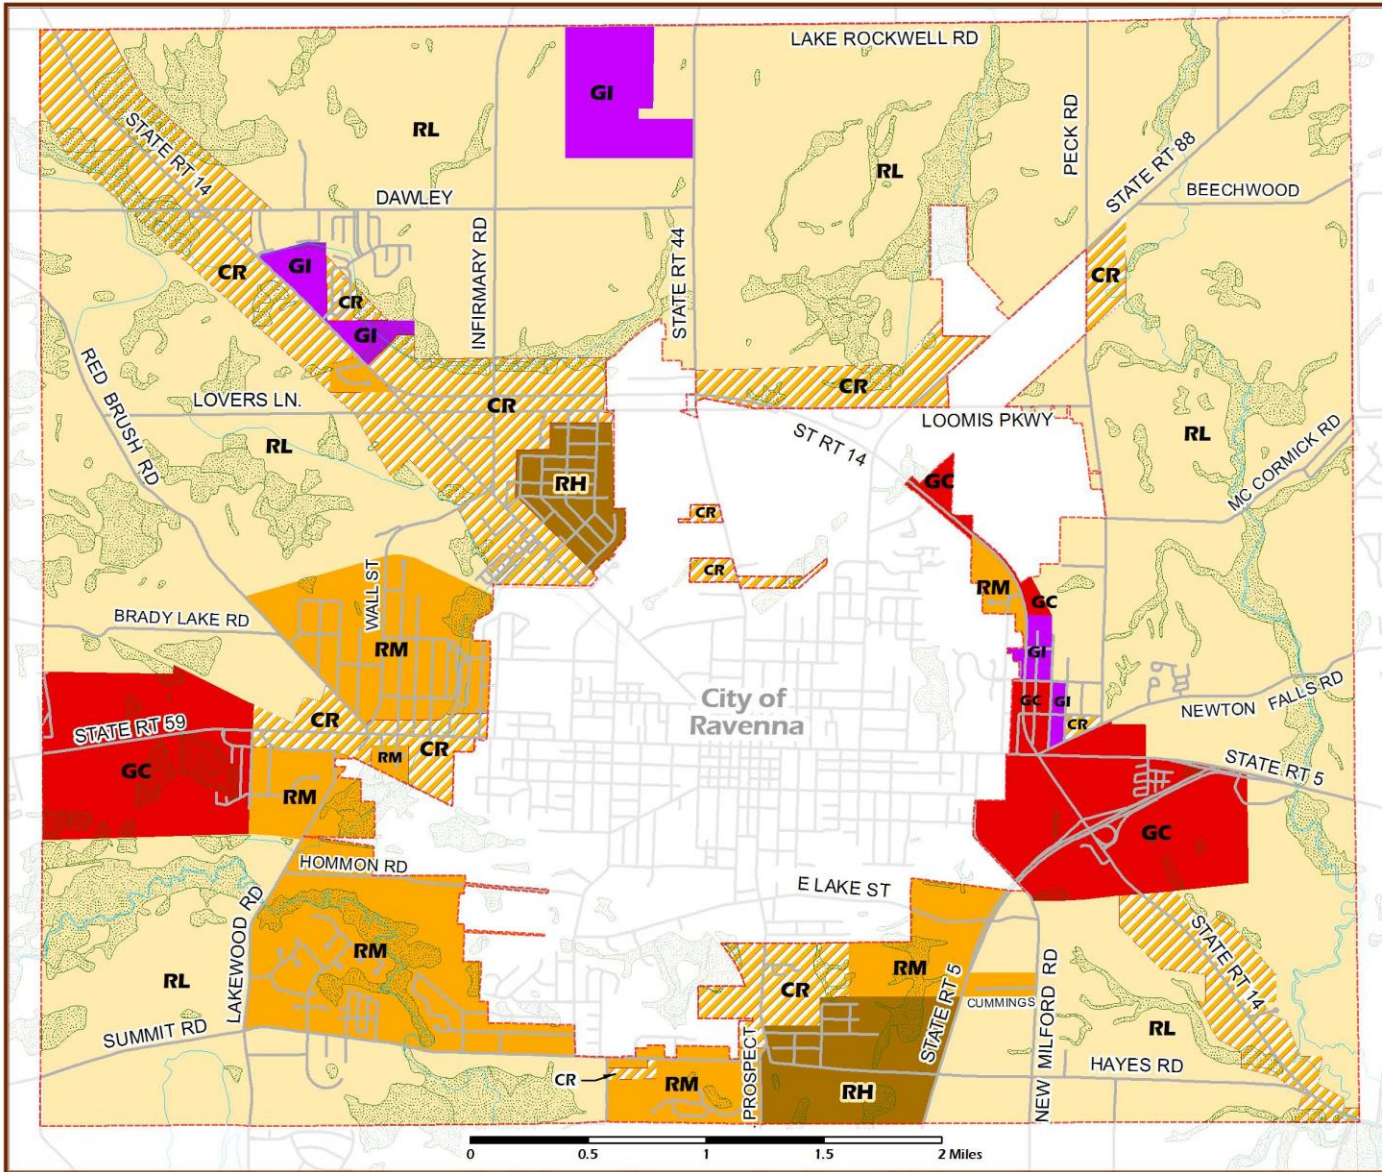 LAKE ROCKWELL RD
GI
RL
STATE RT 14
PECK RD
STATE RT 88
RL
DAWLEY
BEECHWOOD
INFIRMARY RD
STATE RT 44
CR
GI
CR
CR
GI
RED BRUSH RD
CR
CR
LOVERS LN.
LOOMIS PKWY
ST RT 14
RL
RL
MC CORMICK RD
RH
GC
CR
CR
WALL ST
RM
GC
BRADY LAKE RD
RM
GI
City of
Ravenna
GC
GI
CR
NEWTON FALLS RD
CR
STATE RT 59
CR
RM
GC
STATE RT 5
RM
GC
HOMMON RD
E LAKE ST
LAKEWOOD RD
RM
RM
STATE RT 5
CR
RL
CUMMINGS
NEW MILFORD RD
STATE RT 14
RL
SUMMIT RD
PROSPECT
HAYES RD
CR
RM
RH
0 0.5 1 1.5 2 Miles